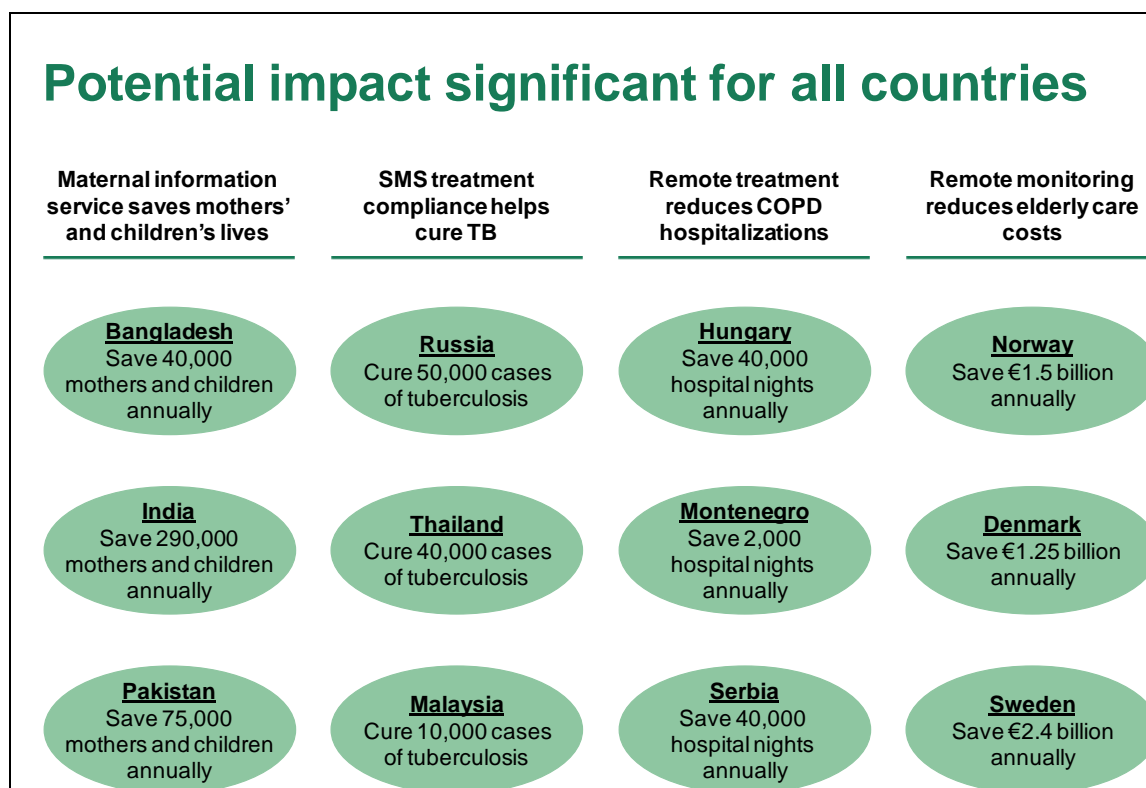 Potential impact significant for all countries
Maternal information
service saves mothers’
and children’s lives
SMS treatment
compliance helps
cure TB
Remote treatment
reduces COPD
hospitalizations
Remote monitoring
reduces elderly care
costs
Bangladesh
Save 40,000
mothers and children
annually
Russia
Cure 50,000 cases
of tuberculosis
Hungary
Save 40,000
hospital nights
annually
Norway
Save €1.5 billion
annually
India
Save 290,000
mothers and children
annually
Thailand
Cure 40,000 cases
of tuberculosis
Montenegro
Save 2,000
hospital nights
annually
Denmark
Save €1.25 billion
annually
Pakistan
Save 75,000
mothers and children
annually
Malaysia
Cure 10,000 cases
of tuberculosis
Serbia
Save 40,000
hospital nights
annually
Sweden
Save €2.4 billion
annually